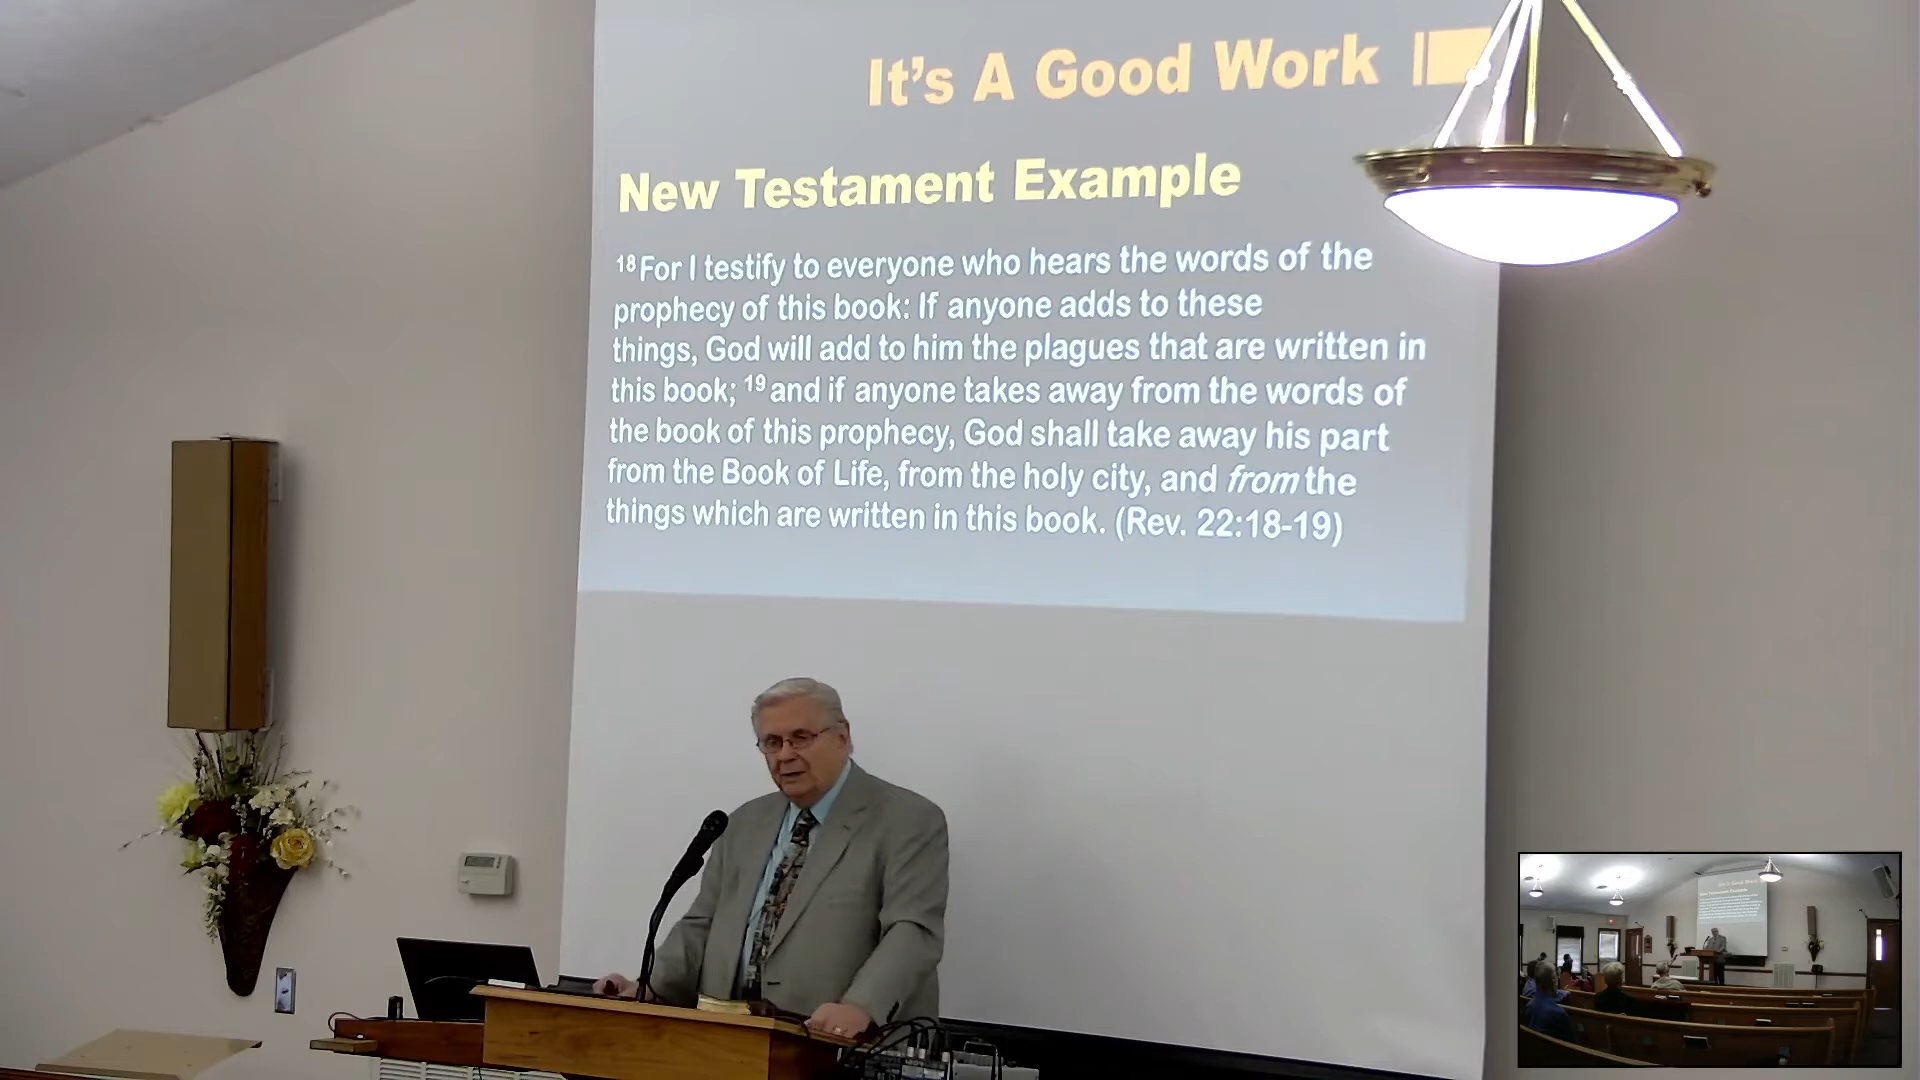 It's A Good Work
New Testament Example
18 For I testify to everyone who hears the words of the
prophecy of this book: If anyone adds to these
things, God will add to him the plagues that are written in
this book; 19 and if anyone takes away from the words of
the book of this prophecy, God shall take away his part
from the Book of Life, from the holy city, and from the
things which are written in this book. (Rev. 22:18-19)